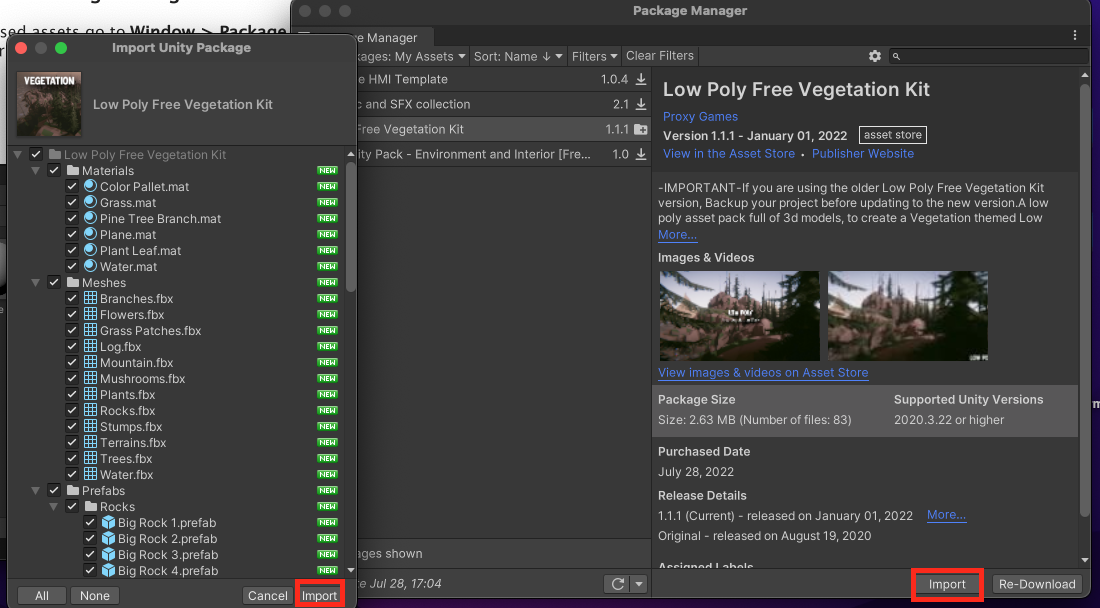 sed assets go to Window > Package
Import Unity Package
VEGETATION
Low Poly Free Vegetation Kit
Low Poly Free Vegetation Kit
Materials NEW
Color Pallet.mat NEW
Grass.mat NEW
Pine Tree Branch.mat NEW
Plane.mat NEW
Plant Leaf.mat NEW
Water.mat NEW
Meshes NEW
Branches.fbx NEW
Flowers.fbx NEW
Grass Patches.fbx NEW
Log.fbx NEW
Mountain.fbx NEW
Mushrooms.fbx NEW
Plants.fbx NEW
Rocks.fbx NEW
Stumps.fbx NEW
Terrains.fbx NEW
Trees.fbx NEW
Water.fbx NEW
Prefabs NEW
Rocks NEW
Big Rock 1.prefab NEW
Big Rock 2.prefab NEW
Big Rock 3.prefab NEW
Big Rock 4.prefab NEW
All None Cancel Import
Package Manager
e Manager
kages: My Assets Sort: Name ↓ Filters Clear Filters
e HMI Template 1.0.4
c and SFX collection 2.1
Free Vegetation Kit 1.1.1
ity Pack - Environment and Interior [Fre... 1.0
ages shown
e Jul 28, 17:04
Low Poly Free Vegetation Kit
Proxy Games
Version 1.1.1 - January 01, 2022 asset store
View in the Asset Store • Publisher Website
-IMPORTANT-If you are using the older Low Poly Free Vegetation Kit
version, Backup your project before updating to the new version.A low
poly asset pack full of 3d models, to create a Vegetation themed Low
More...
Images & Videos
View images & videos on Asset Store
Package Size Supported Unity Versions
Size: 2.63 MB (Number of files: 83) 2020.3.22 or higher
Purchased Date
July 28, 2022
Release Details
1.1.1 (Current) - released on January 01, 2022 More...
Original - released on August 19, 2020
Assigned Labels
Import Re-Download